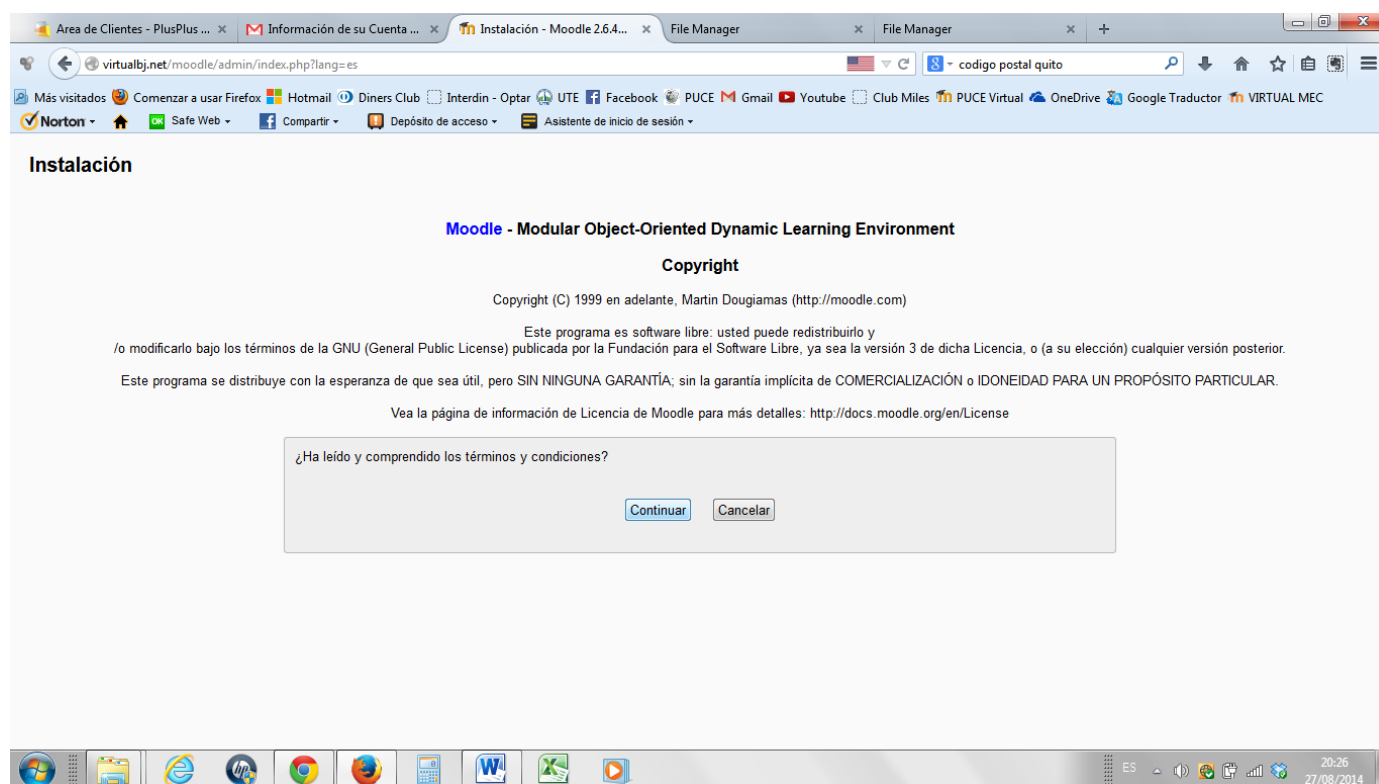 Area de Clientes - PlusPlus ...
Información de su Cuenta ...
Instalación - Moodle 2.6.4...
File Manager
File Manager
virtualbj.net/moodle/admin/index.php?lang=es
codigo postal quito
Más visitados Comenzar a usar Firefox Hotmail Diners Club Interdin - Optar UTE Facebook PUCE Gmail Youtube Club Miles PUCE Virtual OneDrive Google Traductor VIRTUAL MEC
Norton OK Safe Web Compartir Depósito de acceso Asistente de inicio de sesión
Instalación
Moodle - Modular Object-Oriented Dynamic Learning Environment
Copyright
Copyright (C) 1999 en adelante, Martin Dougiamas (http://moodle.com)
Este programa es software libre: usted puede redistribuirlo y
/o modificarlo bajo los términos de la GNU (General Public License) publicada por la Fundación para el Software Libre, ya sea la versión 3 de dicha Licencia, o (a su elección) cualquier versión posterior.
Este programa se distribuye con la esperanza de que sea útil, pero SIN NINGUNA GARANTÍA; sin la garantía implícita de COMERCIALIZACIÓN o IDONEIDAD PARA UN PROPÓSITO PARTICULAR.
Vea la página de información de Licencia de Moodle para más detalles: http://docs.moodle.org/en/License
¿Ha leído y comprendido los términos y condiciones?
Continuar Cancelar
ES
20:26
27/08/2014